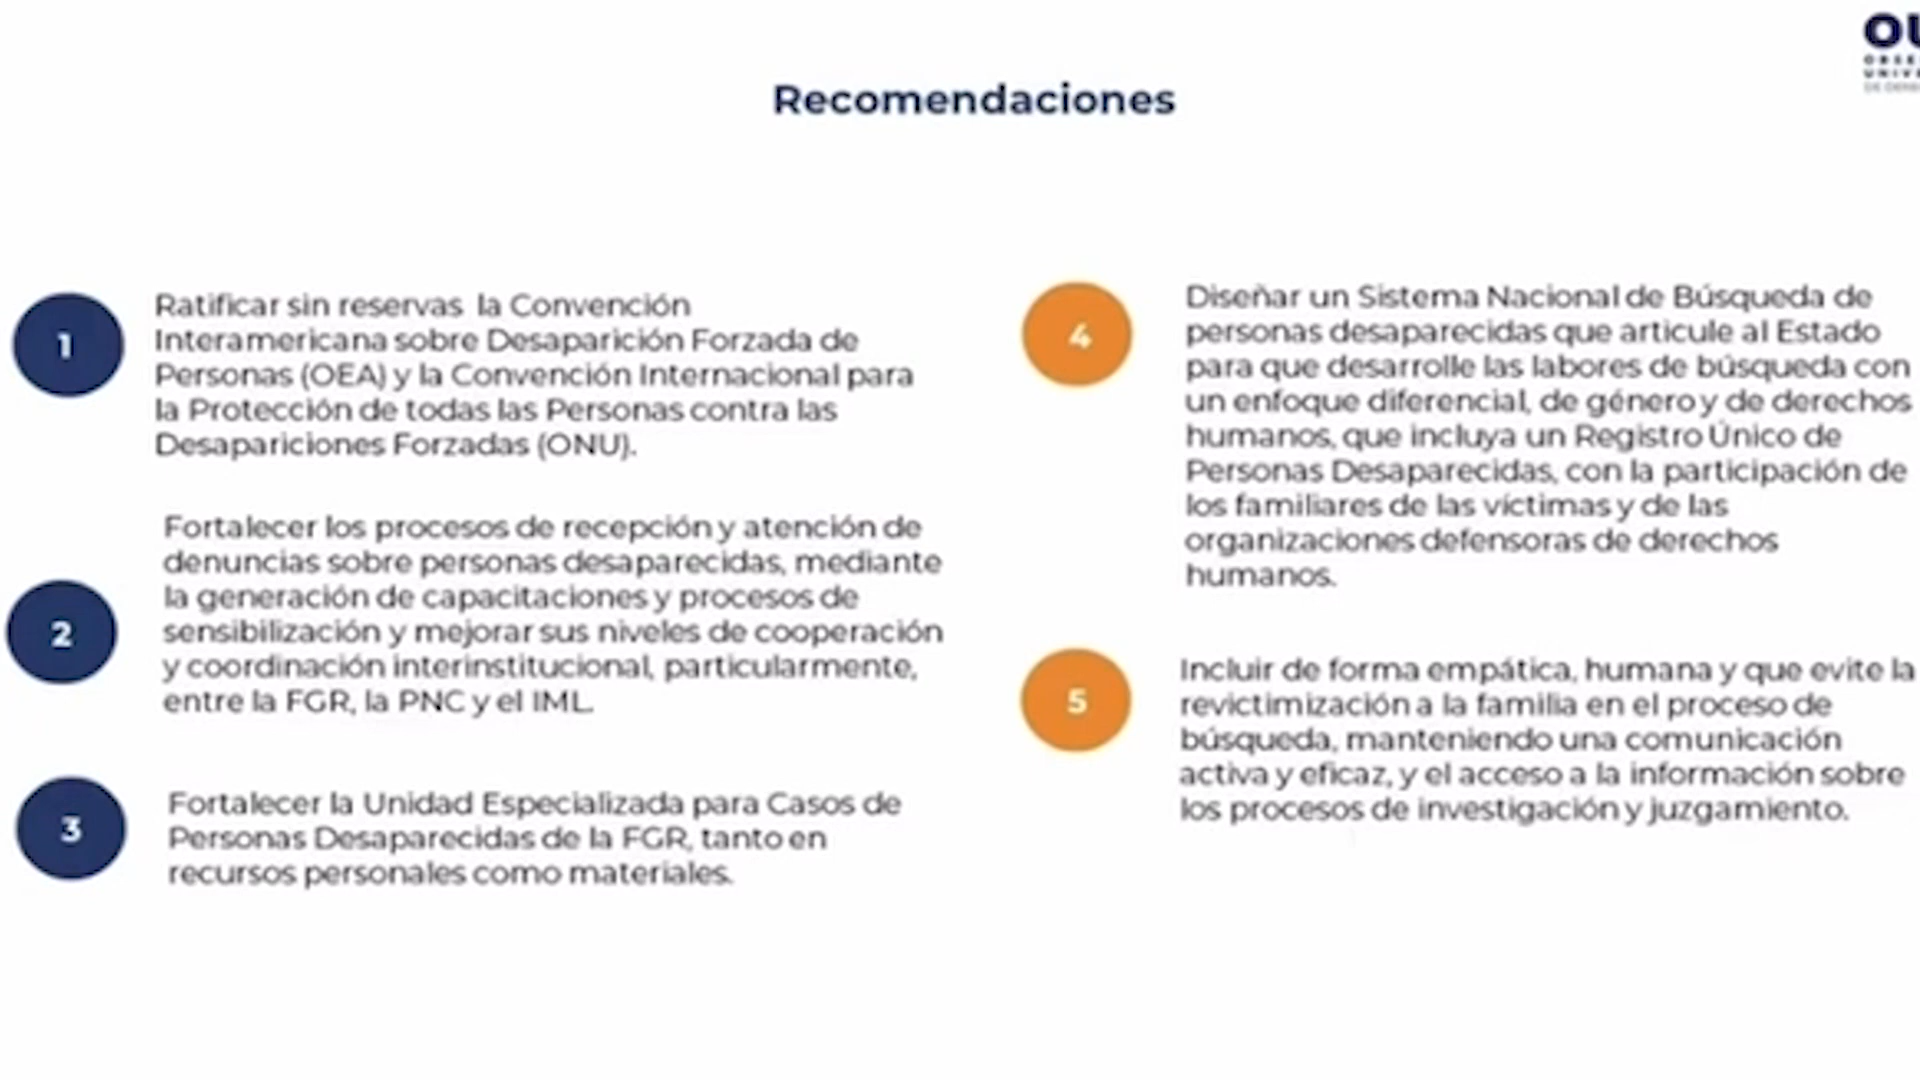 Recomendaciones
1
Ratificar sin reservas la Convención
Interamericana sobre Desaparición Forzada de
Personas (OEA) y la Convención Internacional para
la Protección de todas las Personas contra las
Desapariciones Forzadas (ONU).
2
Fortalecer los procesos de recepción y atención de
denuncias sobre personas desaparecidas, mediante
la generación de capacitaciones y procesos de
sensibilización y mejorar sus niveles de cooperación
y coordinación interinstitucional, particularmente,
entre la FGR, la PNC y el IML.
3
Fortalecer la Unidad Especializada para Casos de
Personas Desaparecidas de la FGR, tanto en
recursos personales como materiales.
4
Diseñar un Sistema Nacional de Búsqueda de
personas desaparecidas que articule al Estado
para que desarrolle las labores de búsqueda con
un enfoque diferencial, de género y de derechos
humanos, que incluya un Registro Único de
Personas Desaparecidas, con la participación de
los familiares de las víctimas y de las
organizaciones defensoras de derechos
humanos.
5
Incluir de forma empática, humana y que evite la
revictimización a la familia en el proceso de
búsqueda, manteniendo una comunicación
activa y eficaz, y el acceso a la información sobre
los procesos de investigación y juzgamiento.